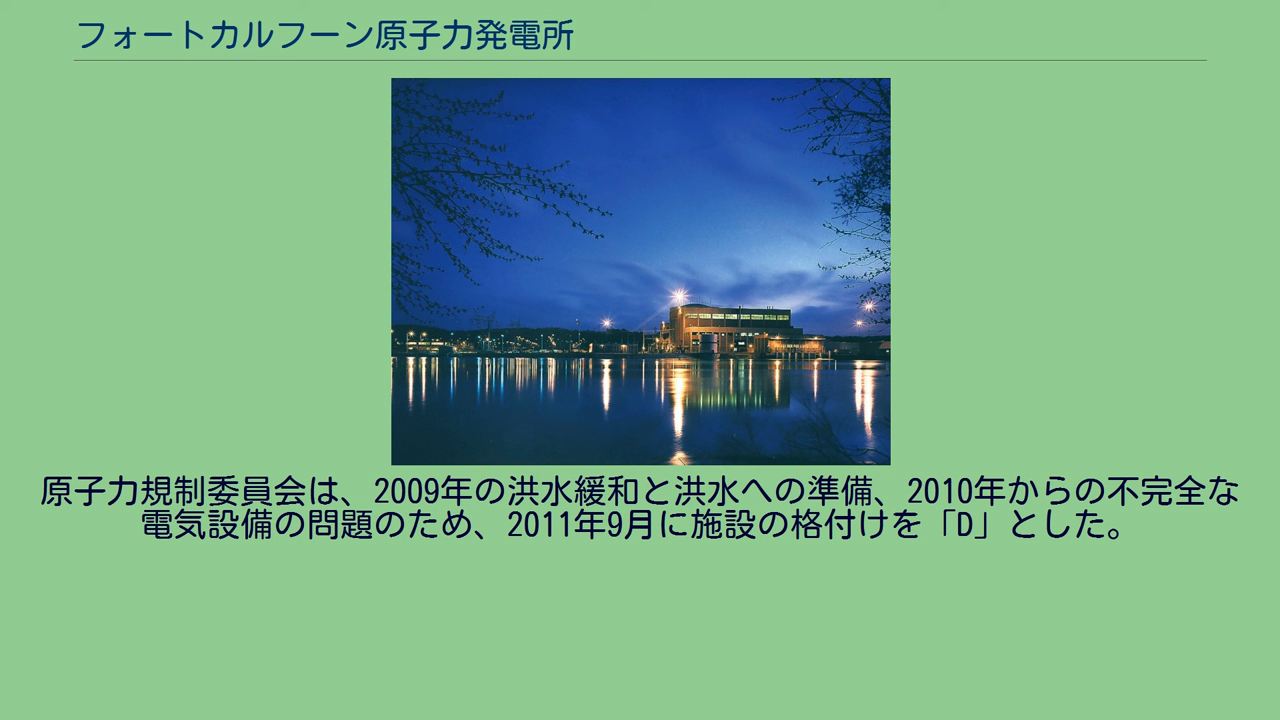 フォートカルフーン原子力発電所
原子力規制委員会は、2009年の洪水緩和と洪水への準備、2010年からの不完全な
電気設備の問題のため、2011年9月に施設の格付けを「D」とした。